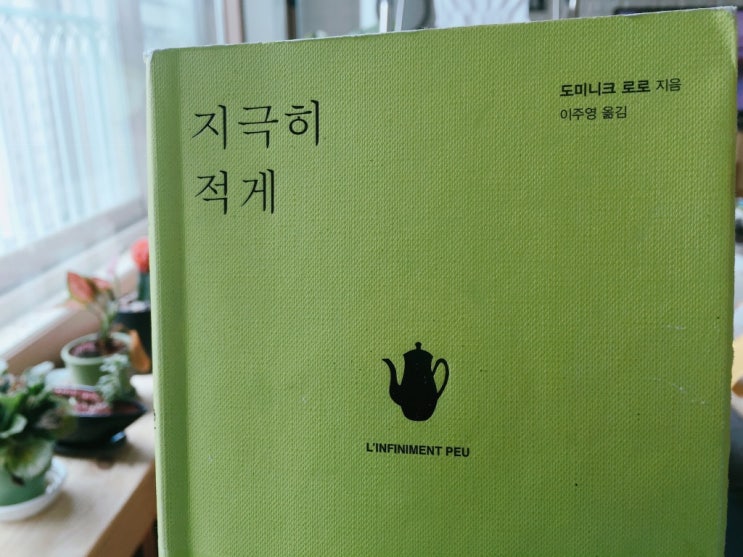 지극히
적게
도미니크 로로 지음
이주영 옮김
L'INFINIMENT PEU